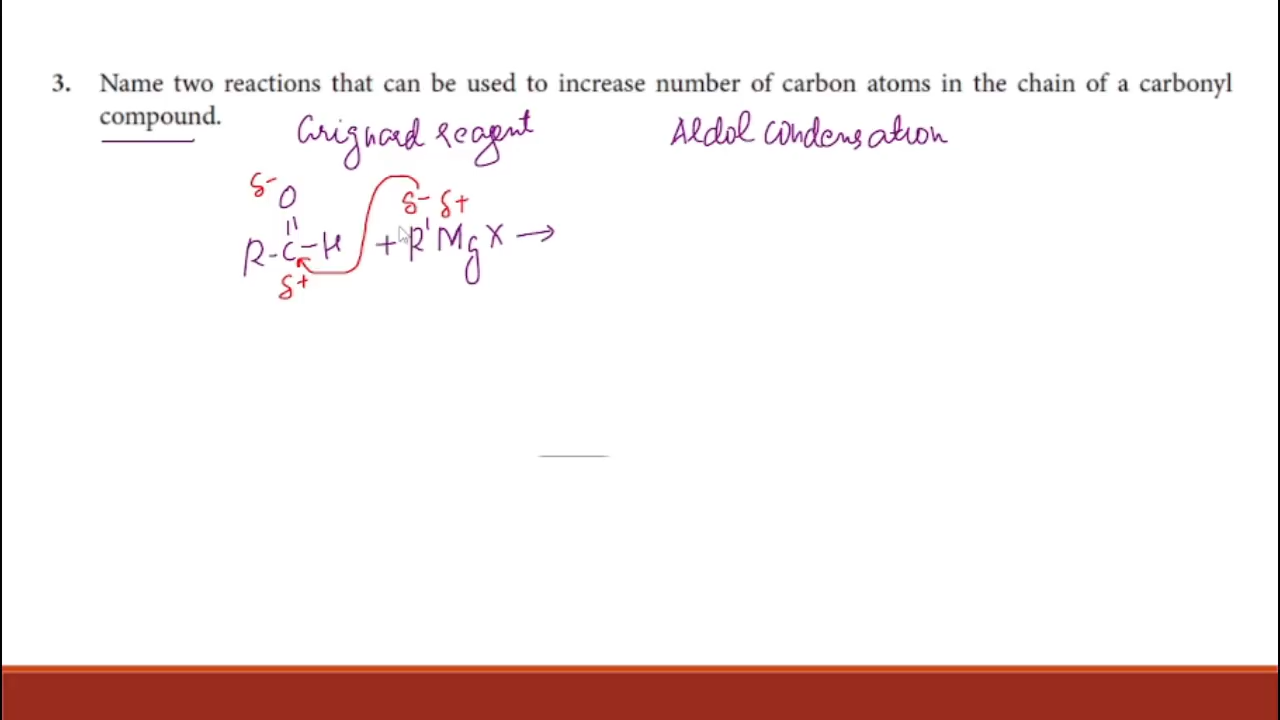 3. Name two reactions that can be used to increase number of carbon atoms in the chain of a carbonyl
compound.
Grignard reagent Aldol condensation
δ- O δ- δ+
||
R-C-H + R'MgX →
δ+